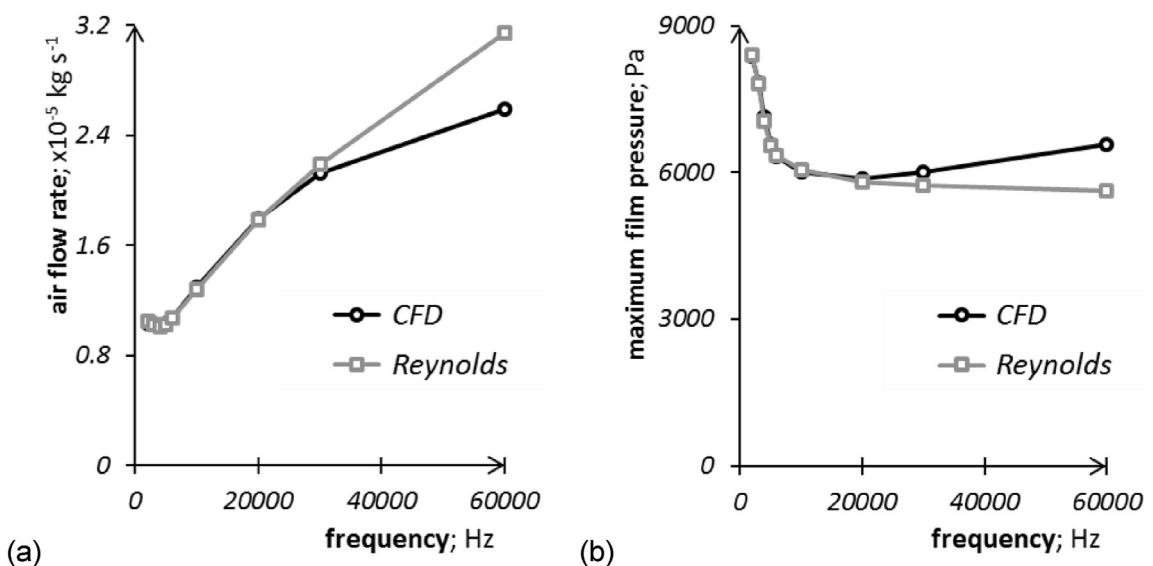 3.2
2.4
1.6
0.8
0
air flow rate; x10⁻⁵ kg s⁻¹
CFD
Reynolds
0 20000 40000 60000
frequency; Hz
(a)
9000
6000
3000
0
maximum film pressure; Pa
CFD
Reynolds
0 20000 40000 60000
frequency; Hz
(b)